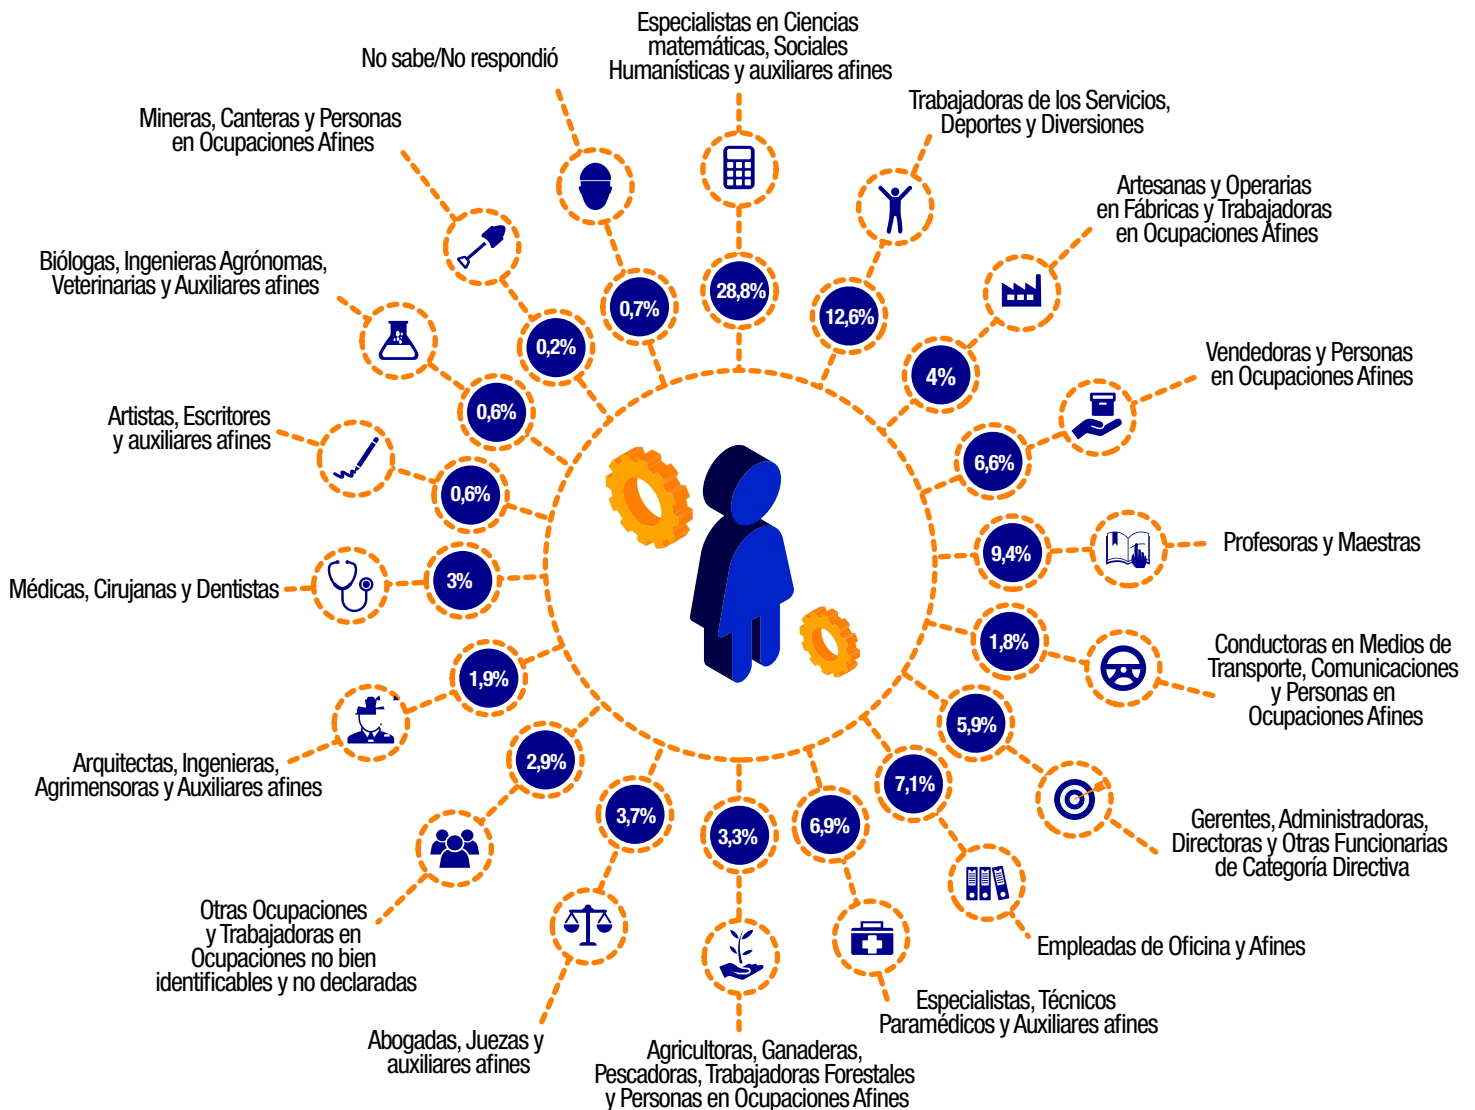 Especialistas en Ciencias
matemáticas, Sociales
Humanísticas y auxiliares afines
28,8%
Trabajadoras de los Servicios,
Deportes y Diversiones
12,6%
Artesanas y Operarias
en Fábricas y Trabajadoras
en Ocupaciones Afines
4%
Vendedoras y Personas
en Ocupaciones Afines
6,6%
Profesoras y Maestras
9,4%
Conductoras en Medios de
Transporte, Comunicaciones
y Personas en
Ocupaciones Afines
1,8%
Gerentes, Administradoras,
Directoras y Otras Funcionarias
de Categoría Directiva
5,9%
Empleadas de Oficina y Afines
7,1%
Especialistas, Técnicos
Paramédicos y Auxiliares afines
6,9%
Agricultoras, Ganaderas,
Pescadoras, Trabajadoras Forestales
y Personas en Ocupaciones Afines
3,3%
Abogadas, Juezas y
auxiliares afines
3,7%
Otras Ocupaciones
y Trabajadoras en
Ocupaciones no bien
identificables y no declaradas
2,9%
Arquitectas, Ingenieras,
Agrimensoras y Auxiliares afines
1,9%
Médicas, Cirujanas y Dentistas
3%
Artistas, Escritores
y auxiliares afines
0,6%
Biólogas, Ingenieras Agrónomas,
Veterinarias y Auxiliares afines
0,6%
Mineras, Canteras y Personas
en Ocupaciones Afines
0,2%
No sabe/No respondió
0,7%